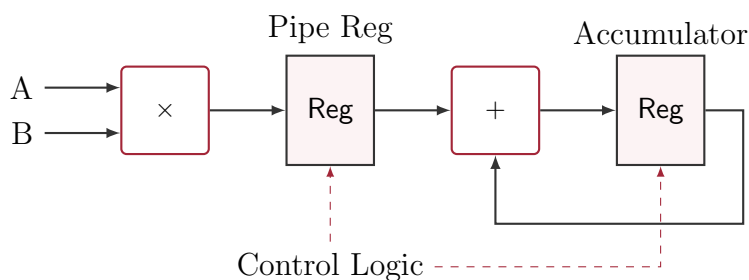 Pipe Reg
Accumulator
A
B
×
Reg
+
Reg
Control Logic